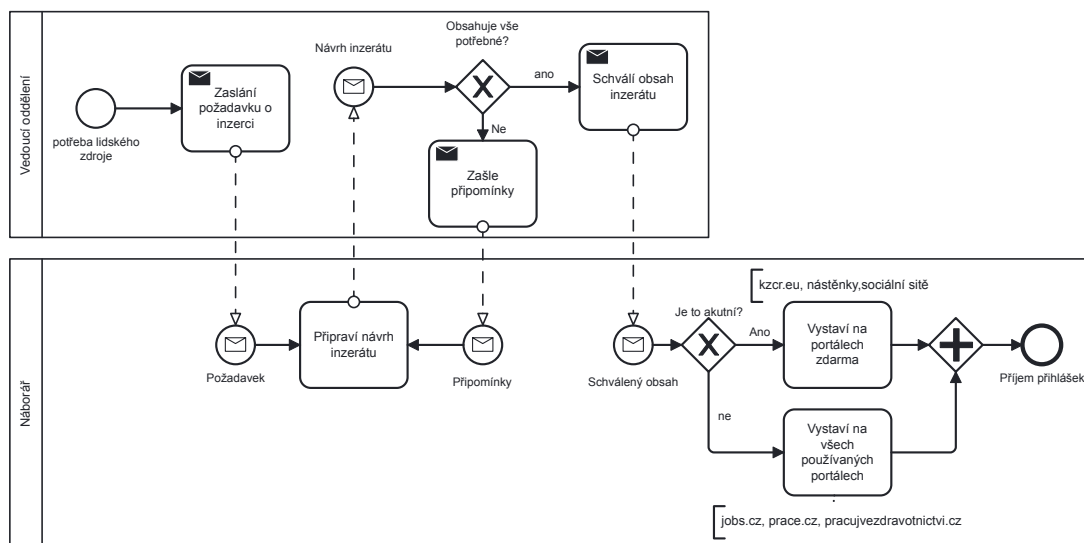 Vedoucí oddělení
potřeba lidského
zdroje
Zaslání
požadavku o
inzerci
Návrh inzerátu
Obsahuje vše
potřebné?
ano
Ne
Schválí obsah
inzerátu
Zašle
připomínky
Náborář
Požadavek
Připraví návrh
inzerátu
Připomínky
Schválený obsah
Je to akutní?
Ano
ne
kzcr.eu, nástěnky,sociální sitě
Vystaví na
portálech
zdarma
Vystaví na
všech
používaných
portálech
jobs.cz, prace.cz, pracujvezdravotnictvi.cz
Příjem přihlášek